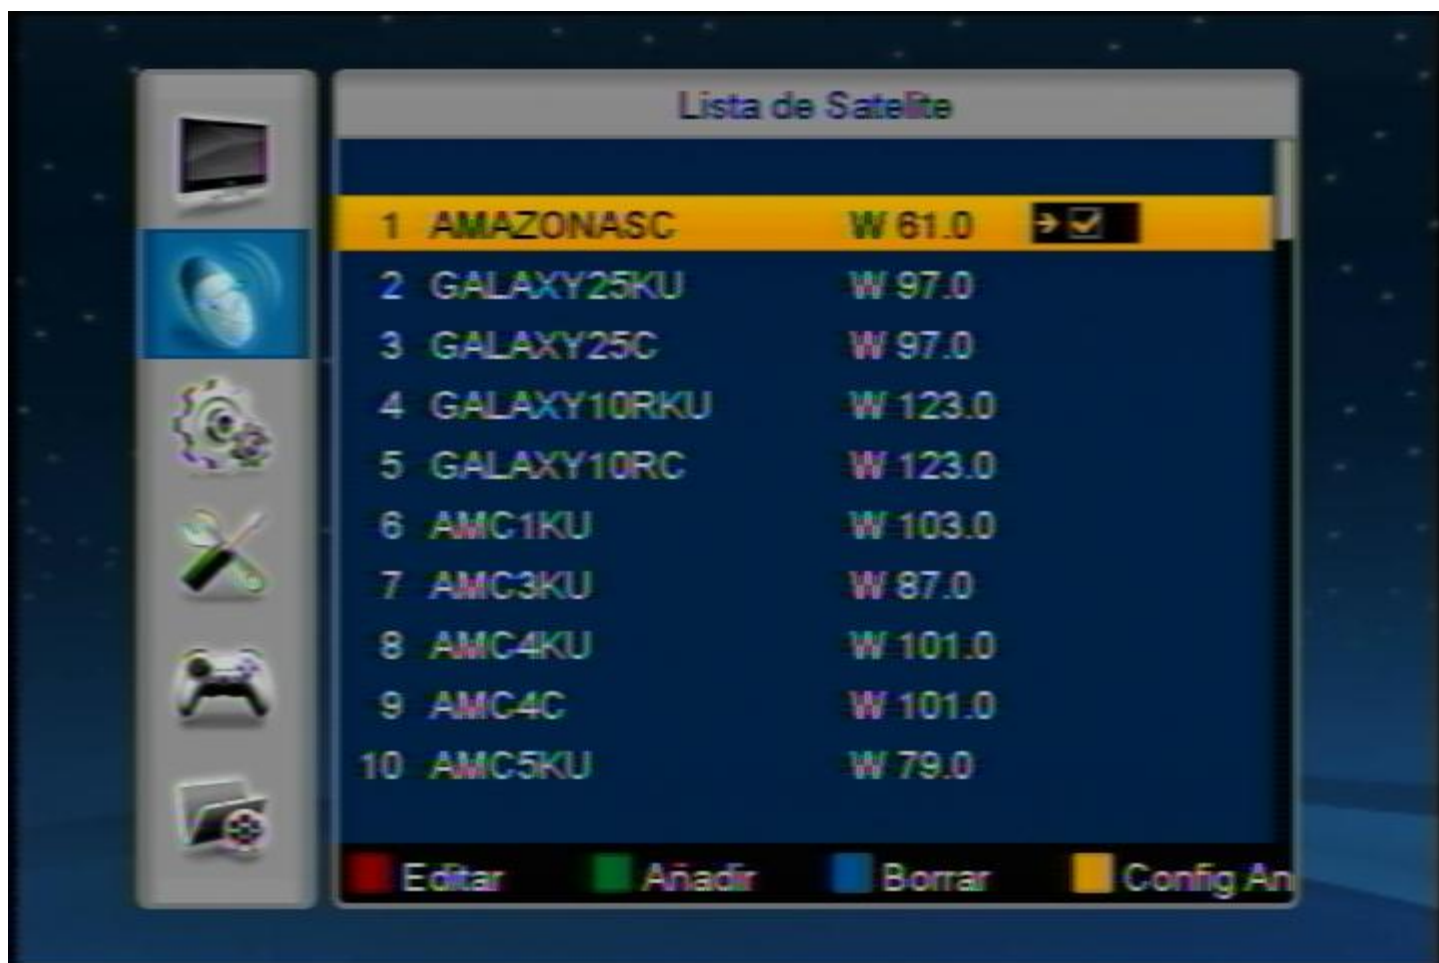 Lista de Satelite
1 AMAZONASC W 61.0
2 GALAXY25KU W 97.0
3 GALAXY25C W 97.0
4 GALAXY10RKU W 123.0
5 GALAXY10RC W 123.0
6 AMC1KU W 103.0
7 AMC3KU W 87.0
8 AMC4KU W 101.0
9 AMC4C W 101.0
10 AMC5KU W 79.0
Editar Añadir Borrar Config An